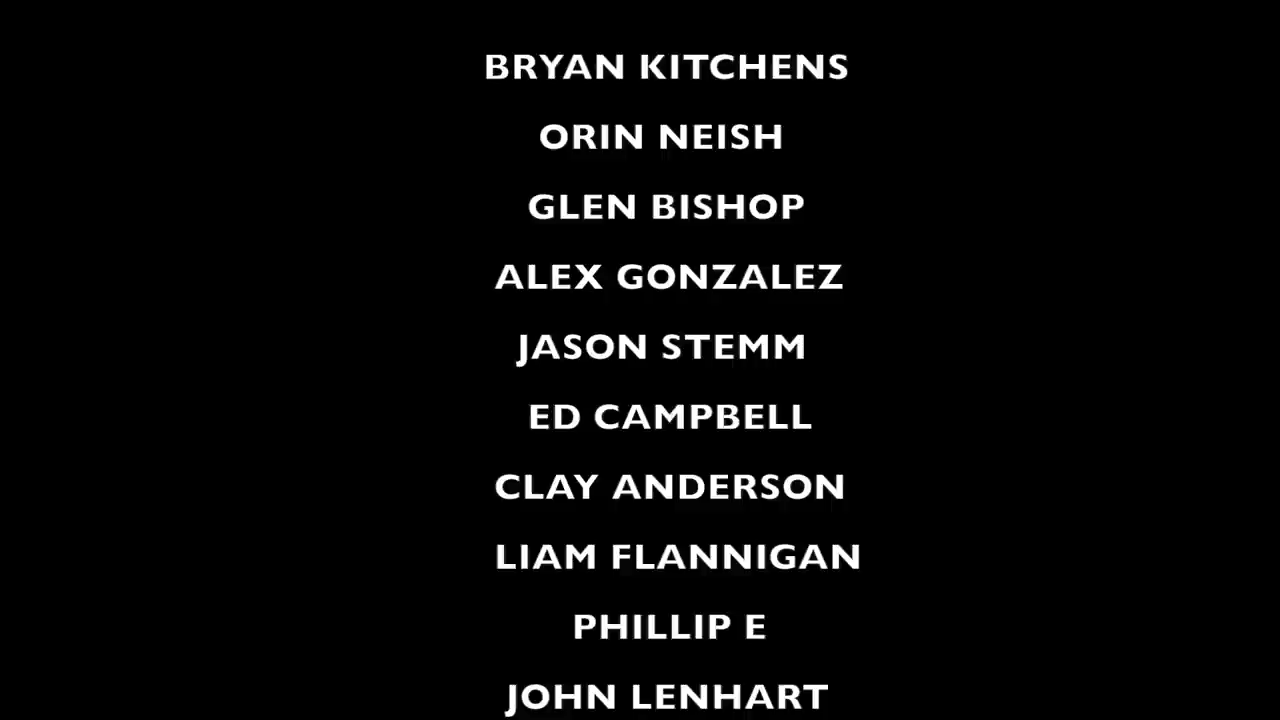 BRYAN KITCHENS
ORIN NEISH
GLEN BISHOP
ALEX GONZALEZ
JASON STEMM
ED CAMPBELL
CLAY ANDERSON
LIAM FLANNIGAN
PHILLIP E
JOHN LENHART